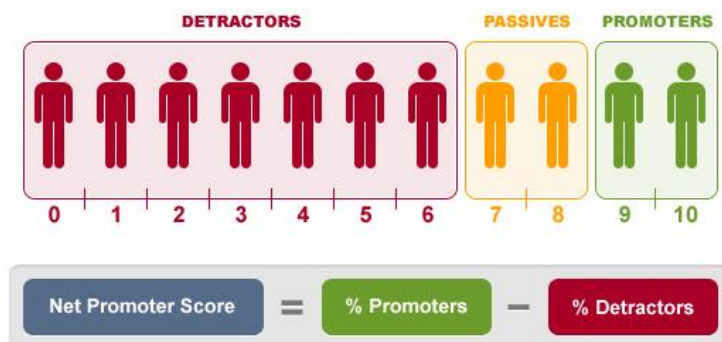 DETRACTORS PASSIVES PROMOTERS
0 1 2 3 4 5 6 7 8 9 10
Net Promoter Score = % Promoters − % Detractors